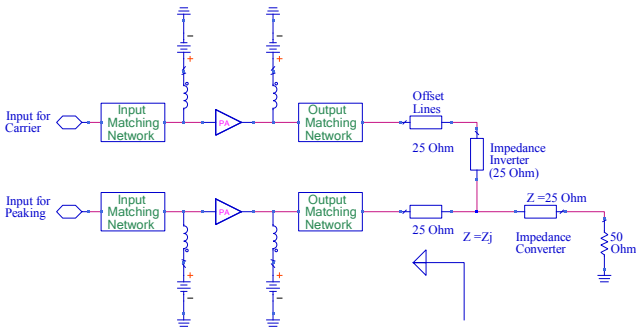 Input for
Carrier
Input
Matching
Network
PA
Output
Matching
Network
Offset
Lines
25 Ohm
Impedance
Inverter
(25 Ohm)
Input for
Peaking
Input
Matching
Network
PA
Output
Matching
Network
25 Ohm
Z =Zj
Z =25 Ohm
Impedance
Converter
50
Ohm